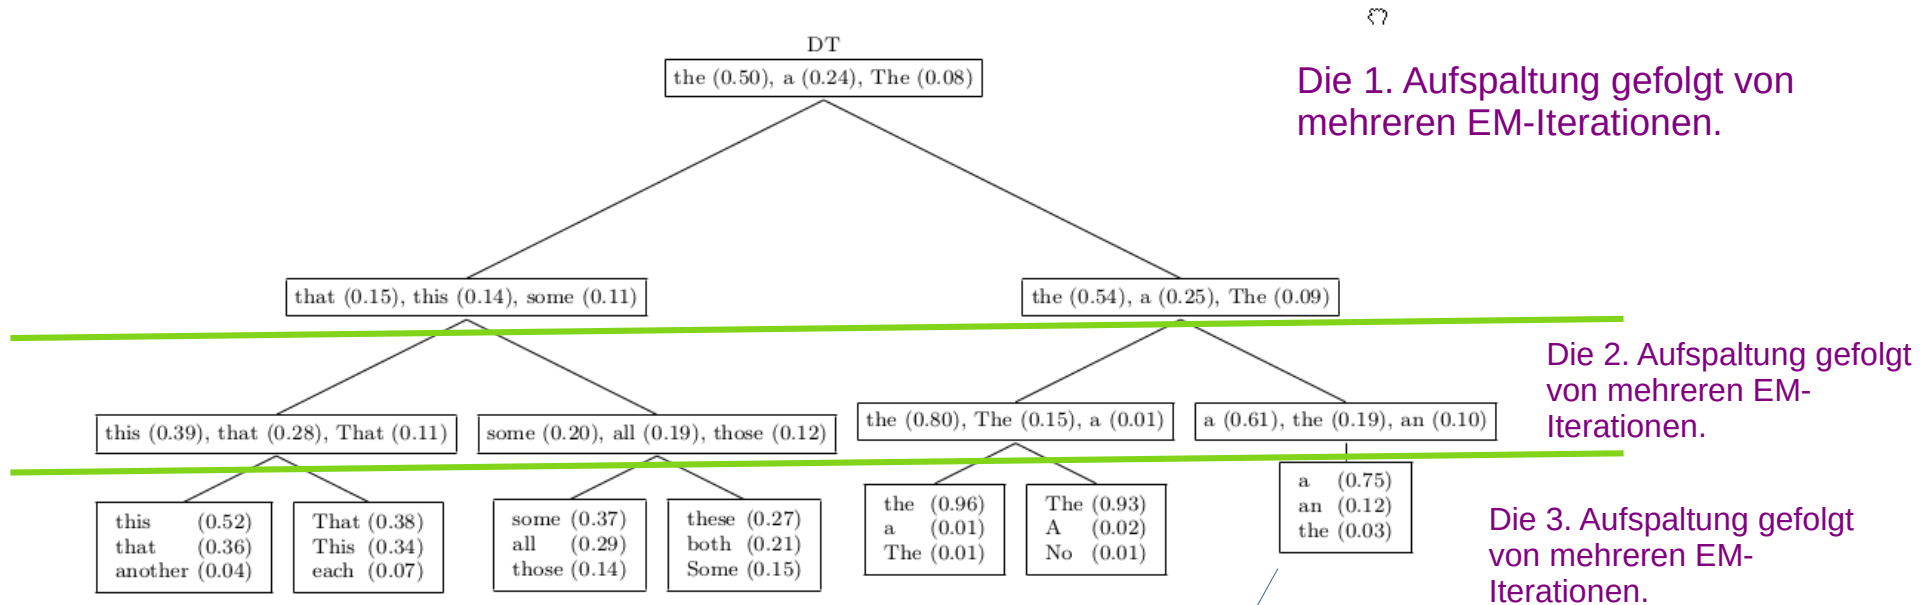 DT
the (0.50), a (0.24), The (0.08)
Die 1. Aufspaltung gefolgt von
mehreren EM-Iterationen.
that (0.15), this (0.14), some (0.11)
the (0.54), a (0.25), The (0.09)
Die 2. Aufspaltung gefolgt
von mehreren EM-
Iterationen.
this (0.39), that (0.28), That (0.11)
some (0.20), all (0.19), those (0.12)
the (0.80), The (0.15), a (0.01)
a (0.61), the (0.19), an (0.10)
this (0.52)
that (0.36)
another (0.04)
That (0.38)
This (0.34)
each (0.07)
some (0.37)
all (0.29)
those (0.14)
these (0.27)
both (0.21)
Some (0.15)
the (0.96)
a (0.01)
The (0.01)
The (0.93)
A (0.02)
No (0.01)
a (0.75)
an (0.12)
the (0.03)
Die 3. Aufspaltung gefolgt
von mehreren EM-
Iterationen.